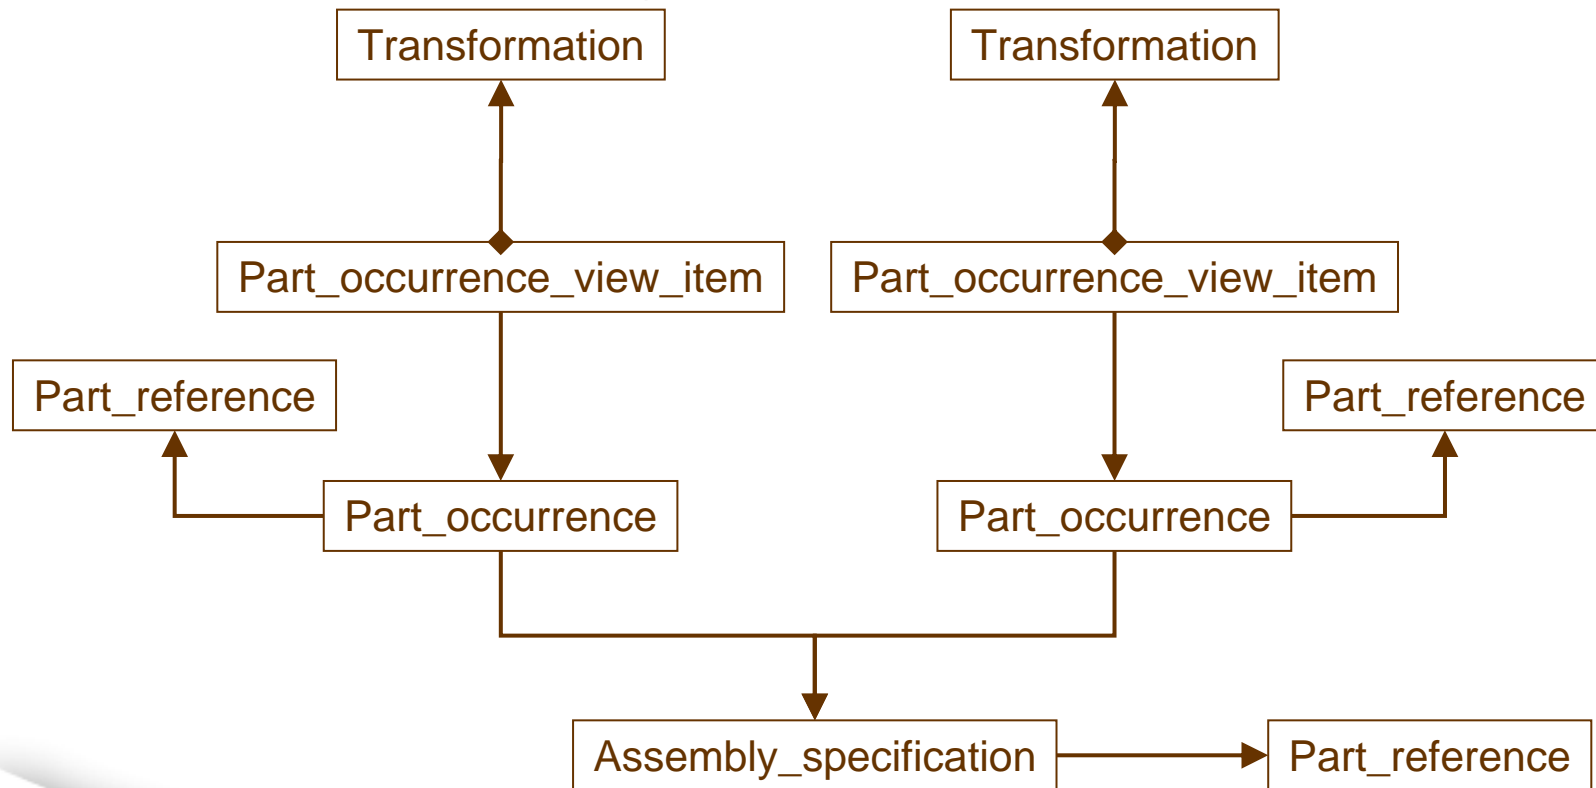 Transformation
Transformation
Part_occurrence_view_item
Part_occurrence_view_item
Part_reference
Part_reference
Part_occurrence
Part_occurrence
Assembly_specification
Part_reference